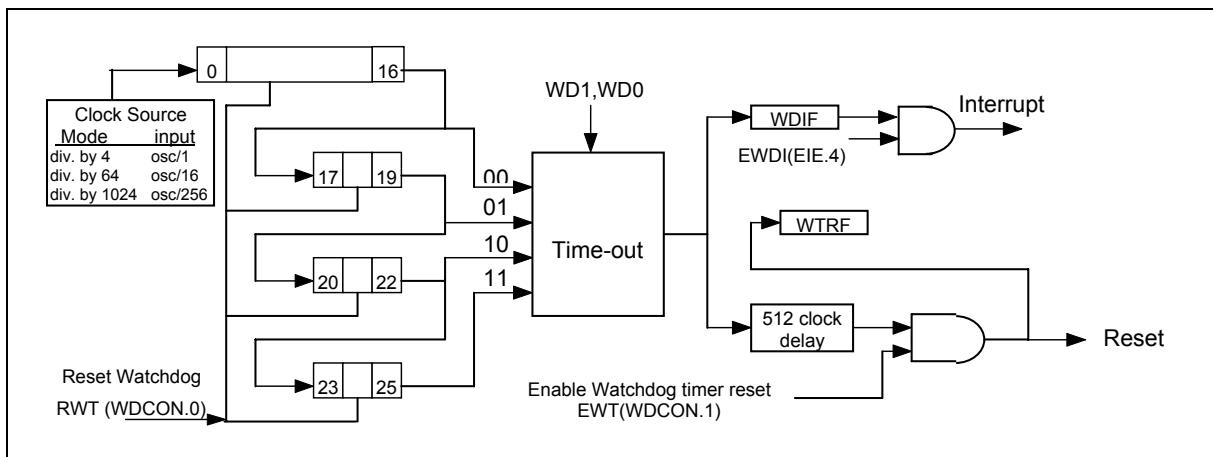 0 16
Clock Source
Mode input
div. by 4 osc/1
div. by 64 osc/16
div. by 1024 osc/256
WD1,WD0
17 19
20 22
23 25
00
01
10
11
Time-out
WDIF
EWDI(EIE.4)
Interrupt
WTRF
512 clock
delay
Reset
Enable Watchdog timer reset
EWT(WDCON.1)
Reset Watchdog
RWT (WDCON.0)